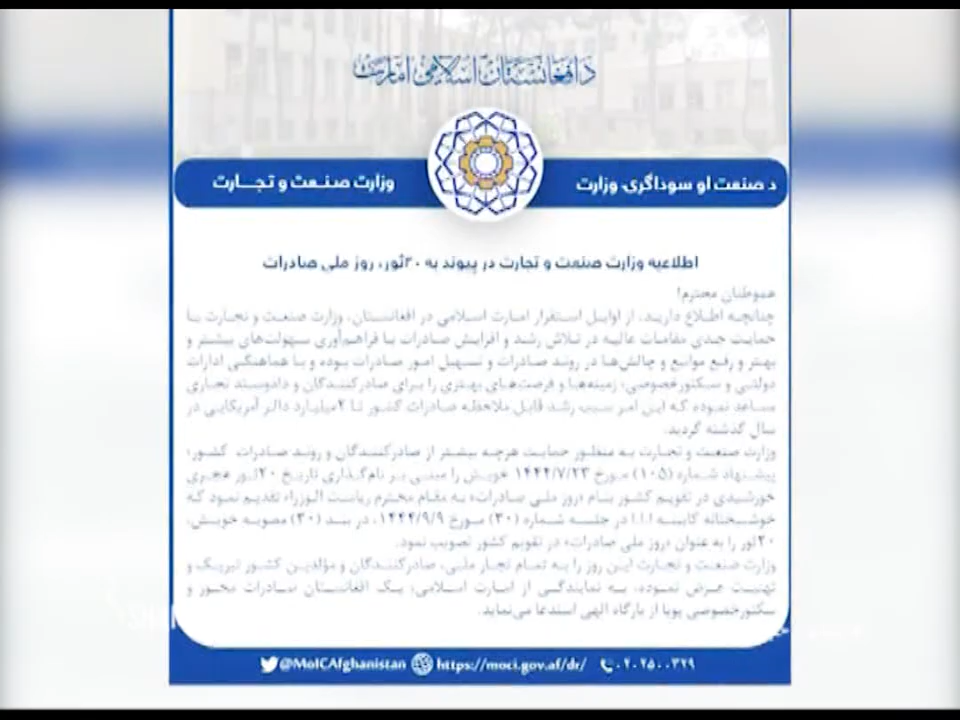 د افغانستان اسلامي امارت
د صنعت او سوداگرۍ وزارت
وزارت صنعت و تجارت
اطلاعیه وزارت صنعت و تجارت در پیوند به ۲۰ثور، روز ملی صادرات
هموطنان محترم!
چنانچه اطلاع دارید، از اوایل استقرار امارت اسلامی در افغانستان، وزارت صنعت و تجارت با
حمایت جدی مقامات عالیه در تلاش رشد و افزایش صادرات با فراهم‌آوری سهولت‌های بیشتر و
بهتر و رفع موانع و چالش‌ها در روند صادرات و تسهیل امور صادرات بوده و با هماهنگی ادارات
دولتی و سکتورخصوصی، زمینه‌ها و فرصت‌های بهتری را برای صادرکنندگان و دادوستد تجاری
مساعد نموده که این امر سبب رشد قابل ملاحظه صادرات کشور تا ۲میلیارد دالر آمریکایی در
سال گذشته گردید.
وزارت صنعت و تجارت به منظور حمایت هرچه بیشتر از صادرکنندگان و روند صادرات کشور،
پیشنهاد شماره (۱۰۵) مورخ ۱۴۴۴/۷/۲۳ خویش را مبنی بر نام‌گذاری تاریخ ۲۰ثور هجری
خورشیدی در تقویم کشور بنام «روز ملی صادرات» به مقام محترم ریاست الوزراء تقدیم نمود که
خوشبختانه کابینه ا.ا.ا در جلسه شماره (۳۰) مورخ ۱۴۴۴/۹/۹، در بند (۳۰) مصوبه خویش،
۲۰ثور را به عنوان «روز ملی صادرات» در تقویم کشور تصویب نمود.
وزارت صنعت و تجارت این روز را به تمام تجار ملی، صادرکنندگان و مؤلدین کشور تبریک و
تهنیت عرض نموده، به نمایندگی از امارت اسلامی، یک افغانستان صادرات محور و
سکتورخصوصی پویا از بارگاه الهی استدعا می‌نماید.
@MoICAfghanistan https://moci.gov.af/dr/ ۰۲۰۲۵۰۰۳۲۹